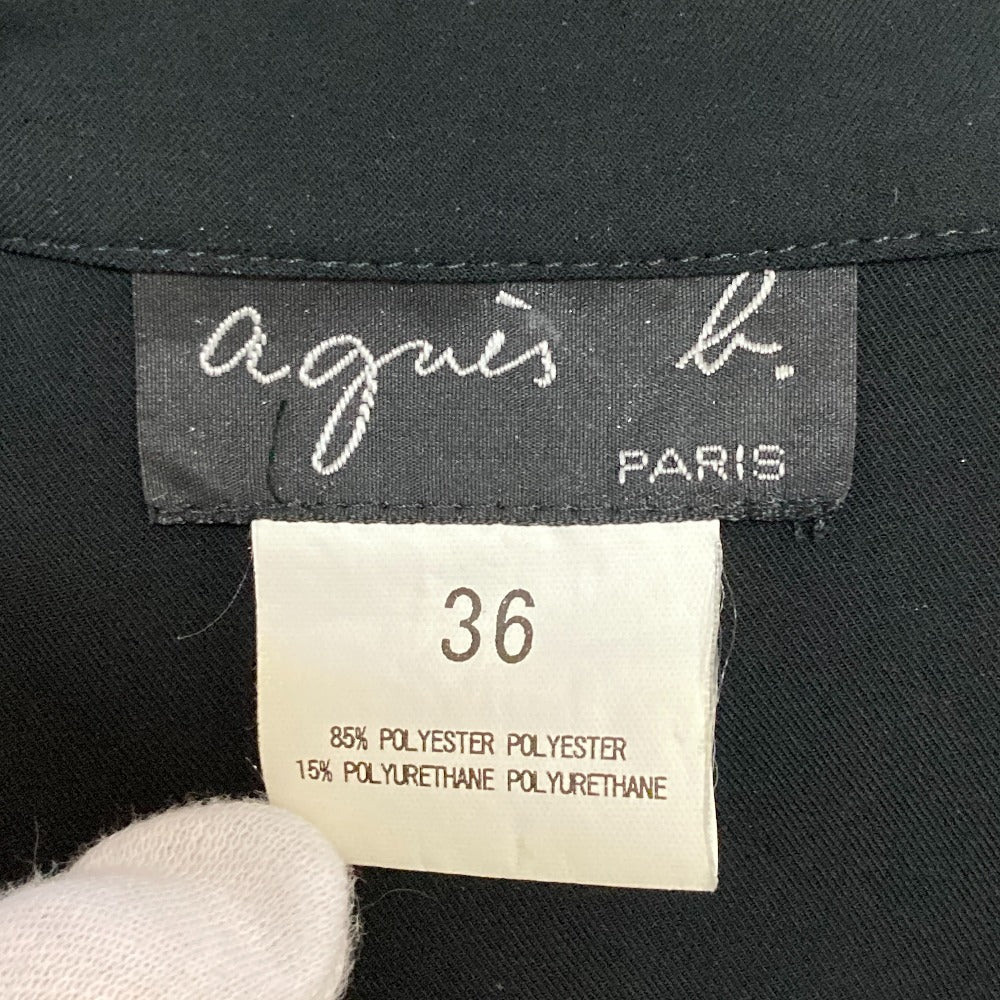 agnès b.
PARIS
36
85% POLYESTER POLYESTER
15% POLYURETHANE POLYURETHANE